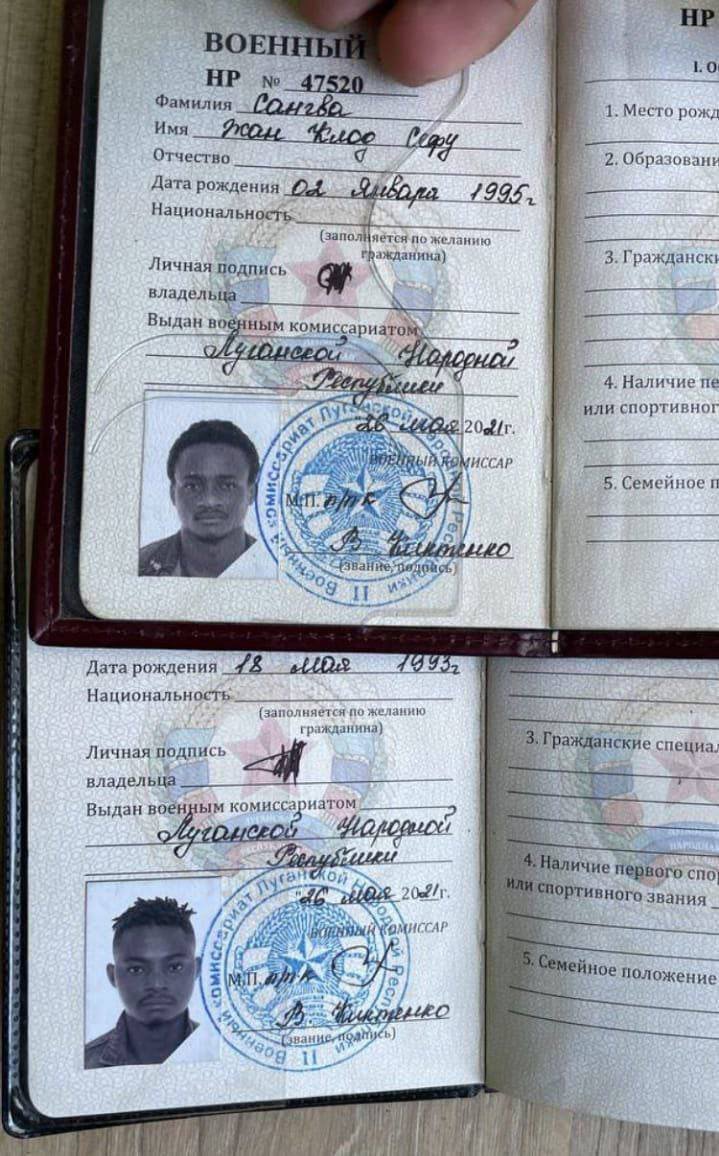 ВОЕННЫЙ
НР № 47520
Фамилия Сангва
Имя Жан Клод Сефу
Отчество
Дата рождения 02 Января 1995г
Национальность
(заполняется по желанию
гражданина)
Личная подпись
владельца
Выдан военным комиссариатом
Луганской Народной
Республики
"26" мая 2021г.
ВОЕННЫЙ КОМИССАР
М.П. п/п-к
В
(звание, подпись)
II Военный комиссариат Луганской Народной
НР
1. Место рожд
2. Образовани
3. Граждански
4. Наличие пе
или спортивног
5. Семейное п
Дата рождения 18 мая 1993г
Национальность
(заполняется по желанию
гражданина)
Личная подпись
владельца
Выдан военным комиссариатом
Луганской Народной
Республики
"26 мая 2021г.
ВОЕННЫЙ КОМИССАР
М.П. п/п-к
В
(звание, подпись)
II Военный комиссариат Луганской Народной
3. Гражданские специал
4. Наличие первого спор
или спортивного звания
5. Семейное положение